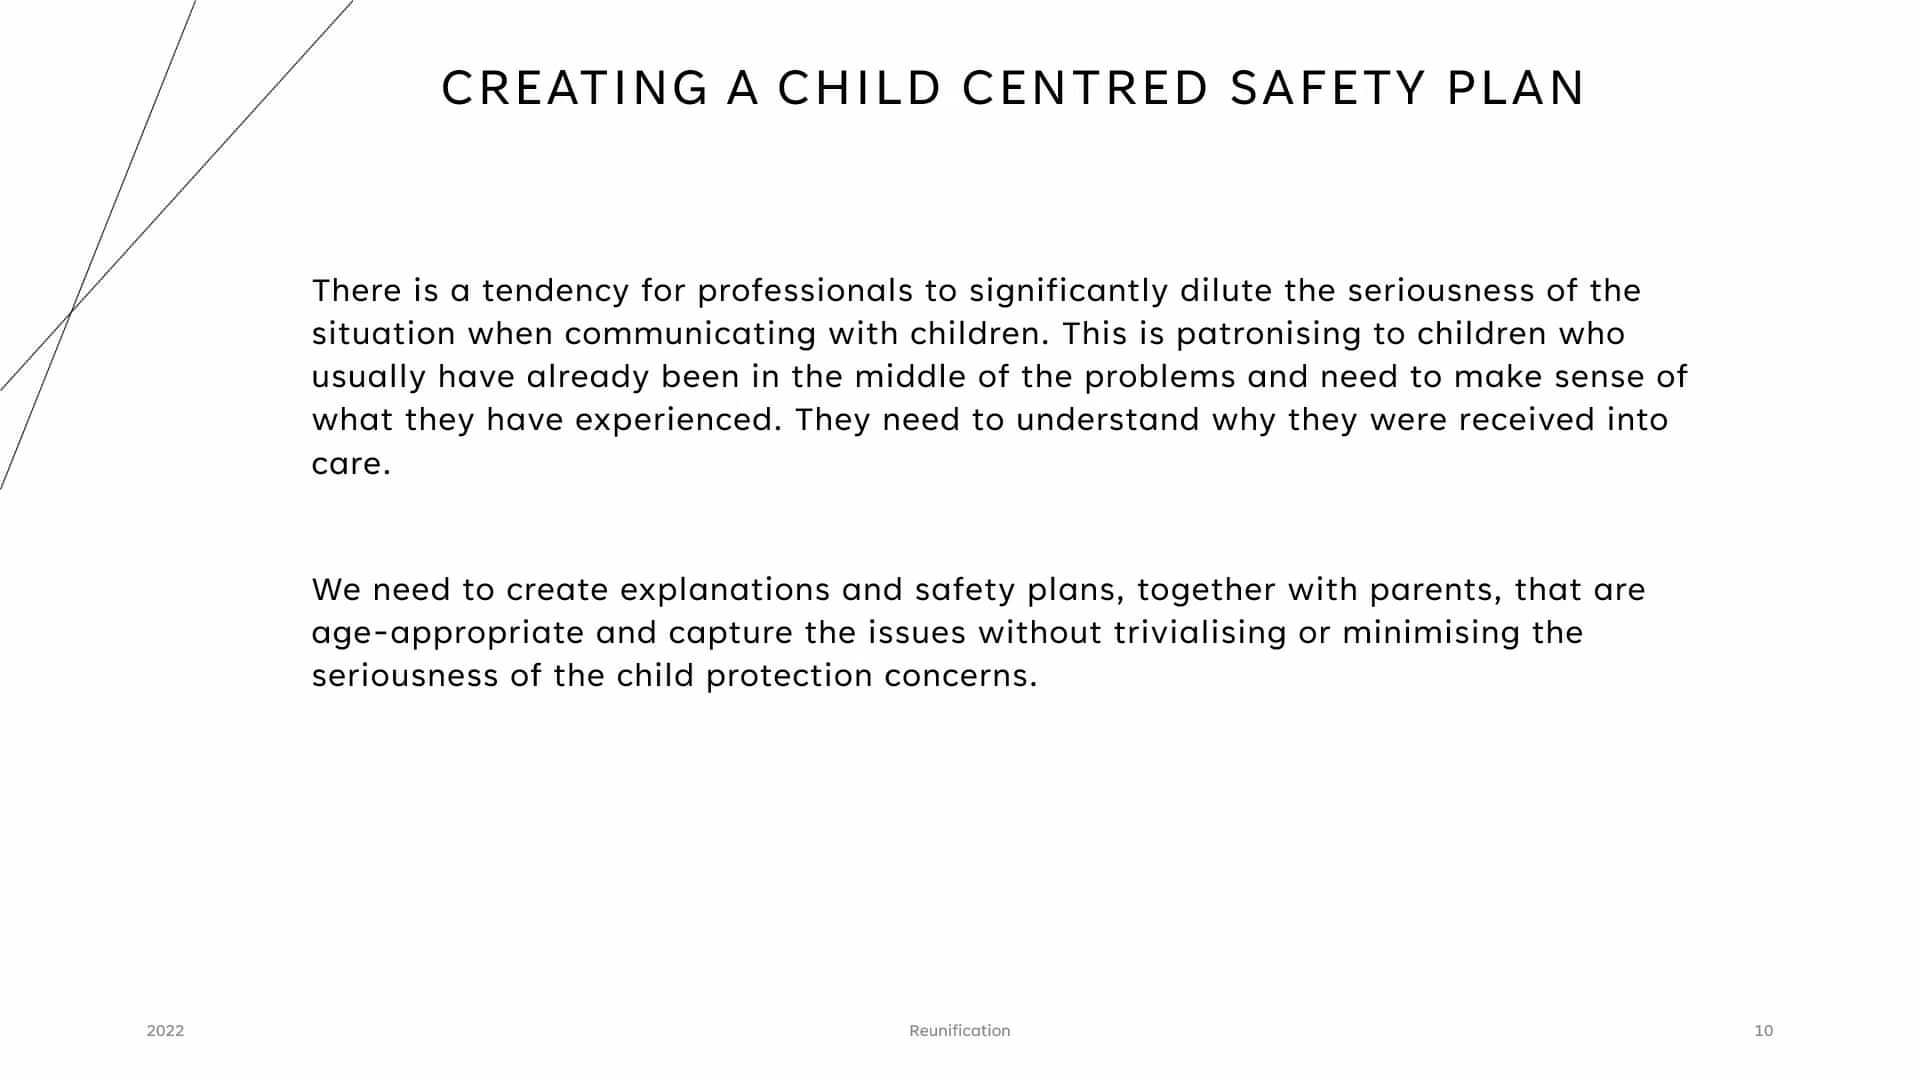 CREATING A CHILD CENTRED SAFETY PLAN
There is a tendency for professionals to significantly dilute the seriousness of the
situation when communicating with children. This is patronising to children who
usually have already been in the middle of the problems and need to make sense of
what they have experienced. They need to understand why they were received into
care.
We need to create explanations and safety plans, together with parents, that are
age-appropriate and capture the issues without trivialising or minimising the
seriousness of the child protection concerns.
2022
Reunification
10